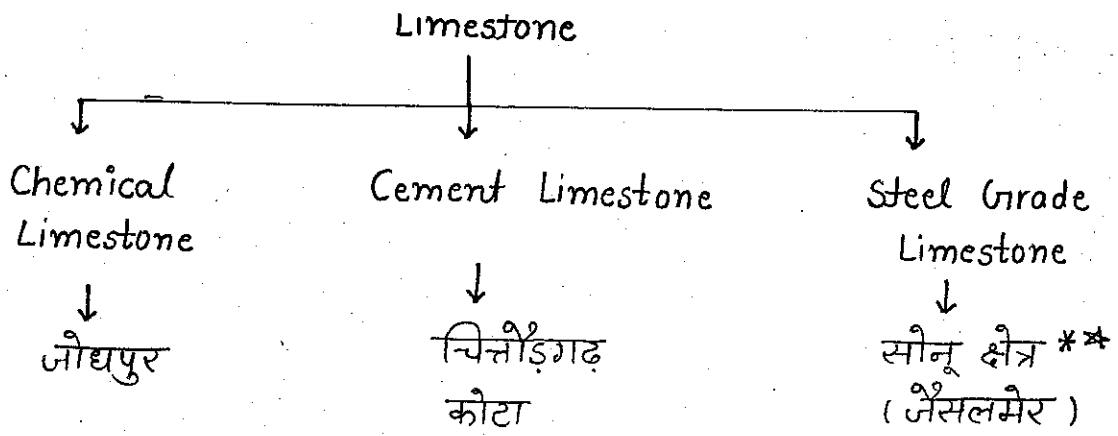 Limestone
Chemical
Limestone
जोधपुर
Cement Limestone
चित्तौड़गढ़
कोटा
Steel Grade
Limestone
सोनू क्षेत्र **
(जैसलमेर)